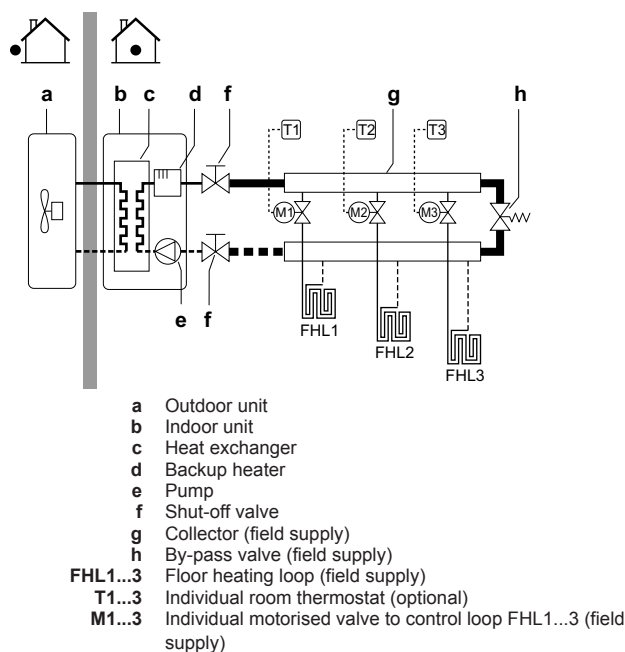 a b c d f g h
T1 T2 T3
M1 M2 M3
e f
FHL1
FHL2
FHL3
a Outdoor unit
b Indoor unit
c Heat exchanger
d Backup heater
e Pump
f Shut-off valve
g Collector (field supply)
h By-pass valve (field supply)
FHL1...3 Floor heating loop (field supply)
T1...3 Individual room thermostat (optional)
M1...3 Individual motorised valve to control loop FHL1...3 (field
supply)